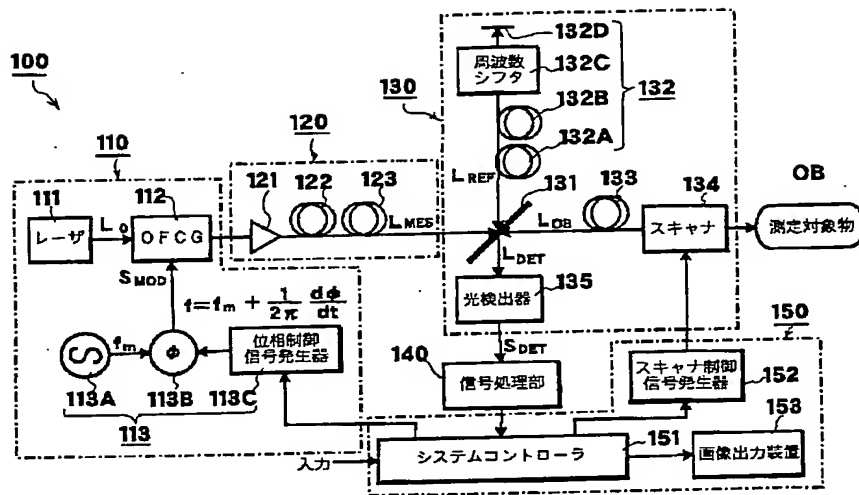 100
110
111
レーザ
L0
112
OFCG
SMOD
f=fm + 1/2π dφ/dt
fm
φ
位相制御
信号発生器
113A
113B
113C
113
120
121
122
123
LMES
130
132D
周波数
シフタ
132C
132
132B
132A
LREF
131
133
LOB
134
スキャナ
OB
測定対象物
LDET
135
光検出器
SDET
140
信号処理部
150
スキャナ制御
信号発生器
152
153
151
システムコントローラ
画像出力装置
入力